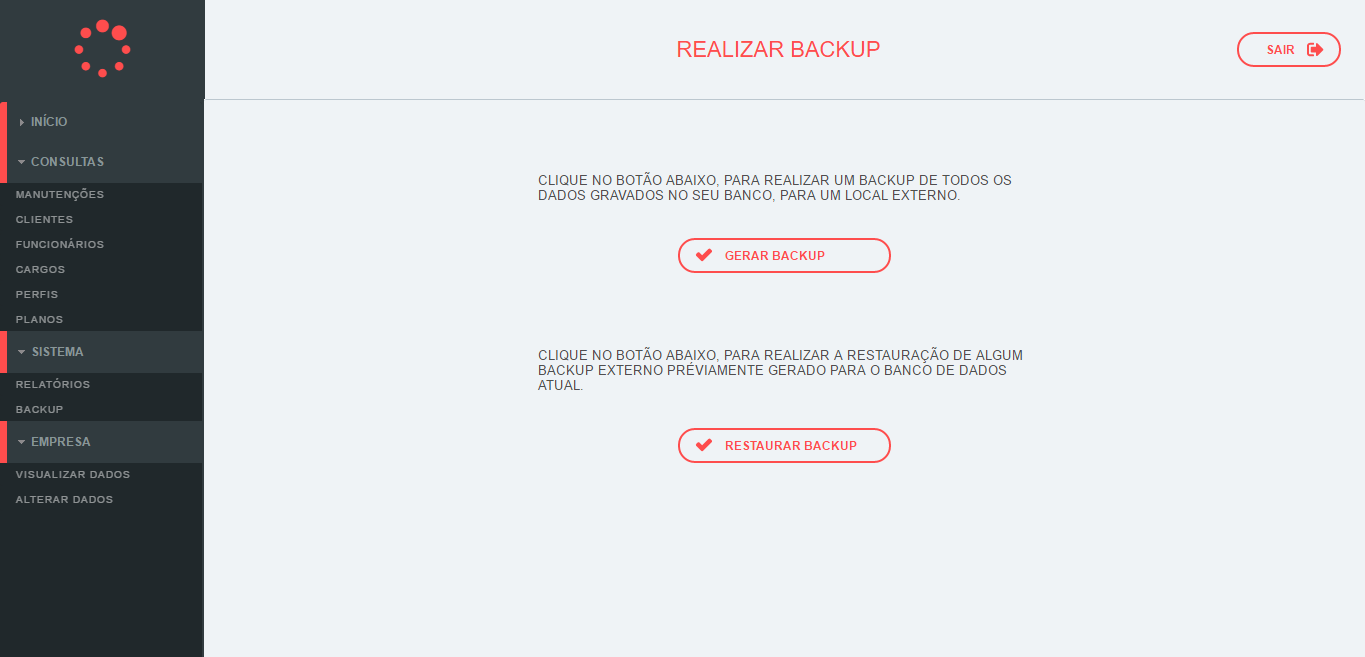 REALIZAR BACKUP
SAIR
INÍCIO
CONSULTAS
MANUTENÇÕES
CLIENTES
FUNCIONÁRIOS
CARGOS
PERFIS
PLANOS
SISTEMA
RELATÓRIOS
BACKUP
EMPRESA
VISUALIZAR DADOS
ALTERAR DADOS
CLIQUE NO BOTÃO ABAIXO, PARA REALIZAR UM BACKUP DE TODOS OS
DADOS GRAVADOS NO SEU BANCO, PARA UM LOCAL EXTERNO.
GERAR BACKUP
CLIQUE NO BOTÃO ABAIXO, PARA REALIZAR A RESTAURAÇÃO DE ALGUM
BACKUP EXTERNO PRÉVIAMENTE GERADO PARA O BANCO DE DADOS
ATUAL.
RESTAURAR BACKUP